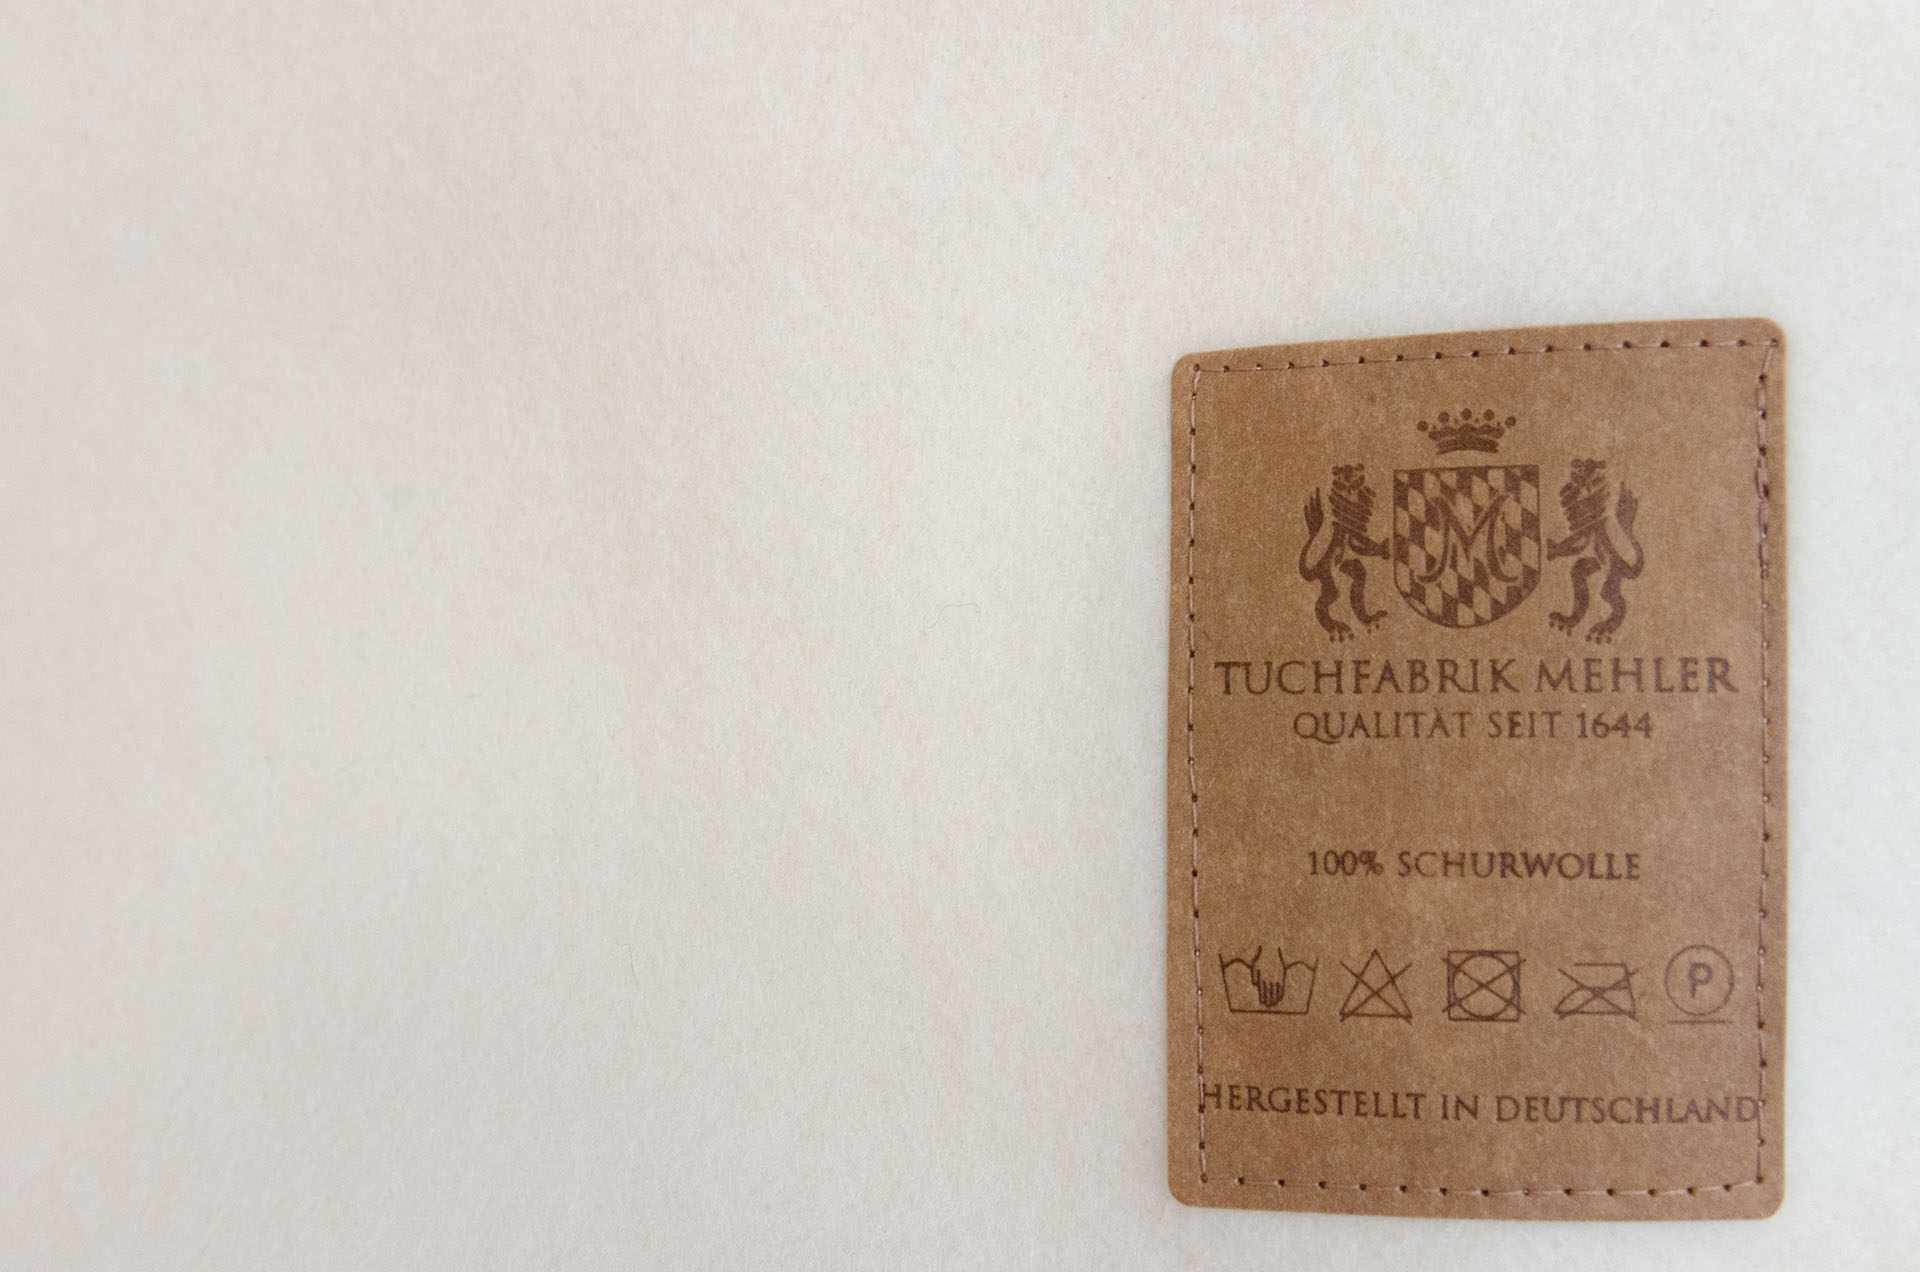 M
TUCHFABRIK MEHLER
QUALITÄT SEIT 1644
100% SCHURWOLLE
P
HERGESTELLT IN DEUTSCHLAND